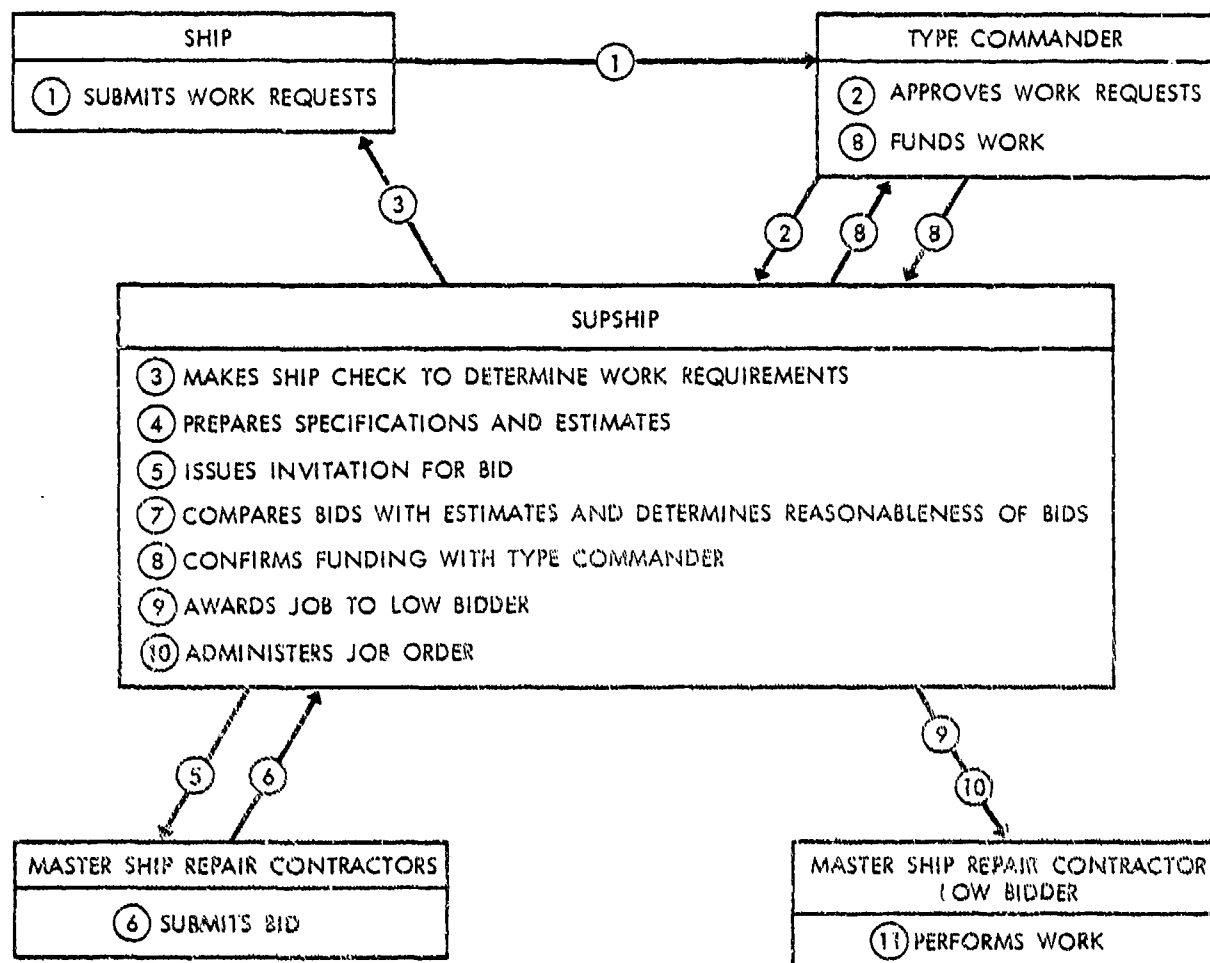 SHIP
① SUBMITS WORK REQUESTS
①
TYPE COMMANDER
② APPROVES WORK REQUESTS
⑧ FUNDS WORK
③
②
⑧
⑧
SUPSHIP
③ MAKES SHIP CHECK TO DETERMINE WORK REQUIREMENTS
④ PREPARES SPECIFICATIONS AND ESTIMATES
⑤ ISSUES INVITATION FOR BID
⑦ COMPARES BIDS WITH ESTIMATES AND DETERMINES REASONABLENESS OF BIDS
⑧ CONFIRMS FUNDING WITH TYPE COMMANDER
⑨ AWARDS JOB TO LOW BIDDER
⑩ ADMINISTERS JOB ORDER
⑤
⑥
⑨
⑩
MASTER SHIP REPAIR CONTRACTORS
⑥ SUBMITS BID
MASTER SHIP REPAIR CONTRACTOR
LOW BIDDER
⑪ PERFORMS WORK